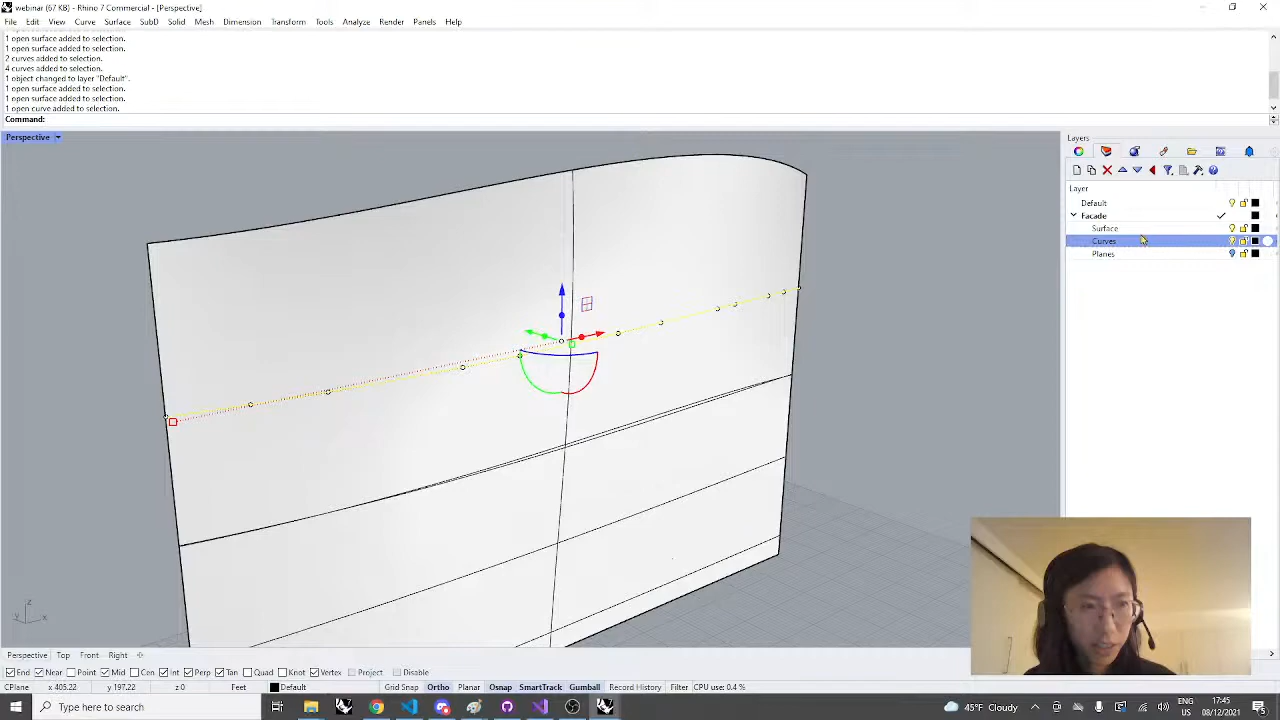 webinar (67 KB) - Rhino 7 Commercial - [Perspective]
File Edit View Curve Surface SubD Solid Mesh Dimension Transform Tools Analyze Render Panels Help
1 open surface added to selection.
1 open surface added to selection.
2 curves added to selection.
4 curves added to selection.
1 object changed to layer "Default".
1 open surface added to selection.
1 open surface added to selection.
1 open curve added to selection.
Command:
Perspective
Layers
Layer
Default
Facade
Surface
Curves
Planes
z
y
x
Perspective Top Front Right
End Near Point Mid Cen Int Perp Tan Quad Knot Vertex Project Disable
CPlane x 405.22 y 197.22 z:0 Feet Default Grid Snap Ortho Planar Osnap SmartTrack Gumball Record History Filter CPU use: 0.4 %
Type here to search
45°F Cloudy
ENG
US
17:45
08/12/2021